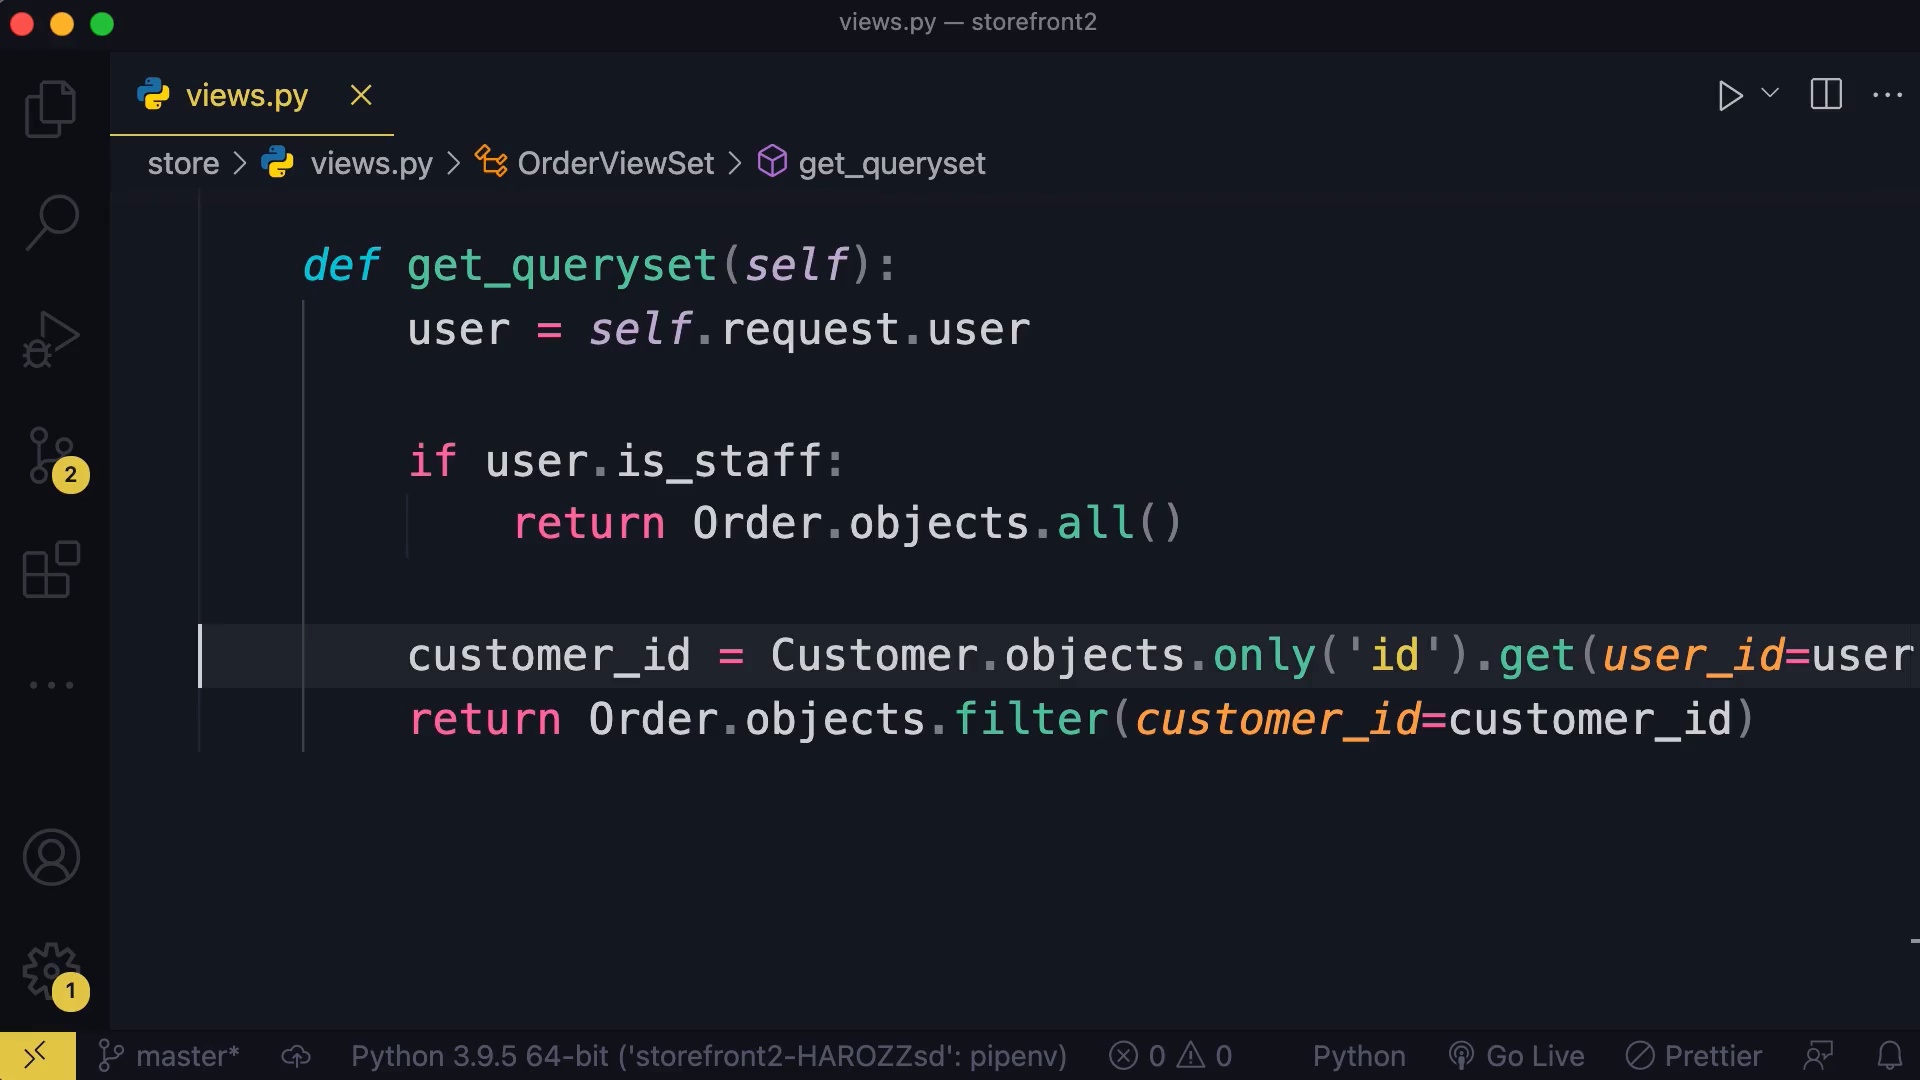 views.py — storefront2
views.py
store > views.py > OrderViewSet > get_queryset
def get_queryset(self):
user = self.request.user
if user.is_staff:
return Order.objects.all()
customer_id = Customer.objects.only('id').get(user_id=user
return Order.objects.filter(customer_id=customer_id)
2
1
master* Python 3.9.5 64-bit ('storefront2-HAROZZsd': pipenv) 0 0 Python Go Live Prettier